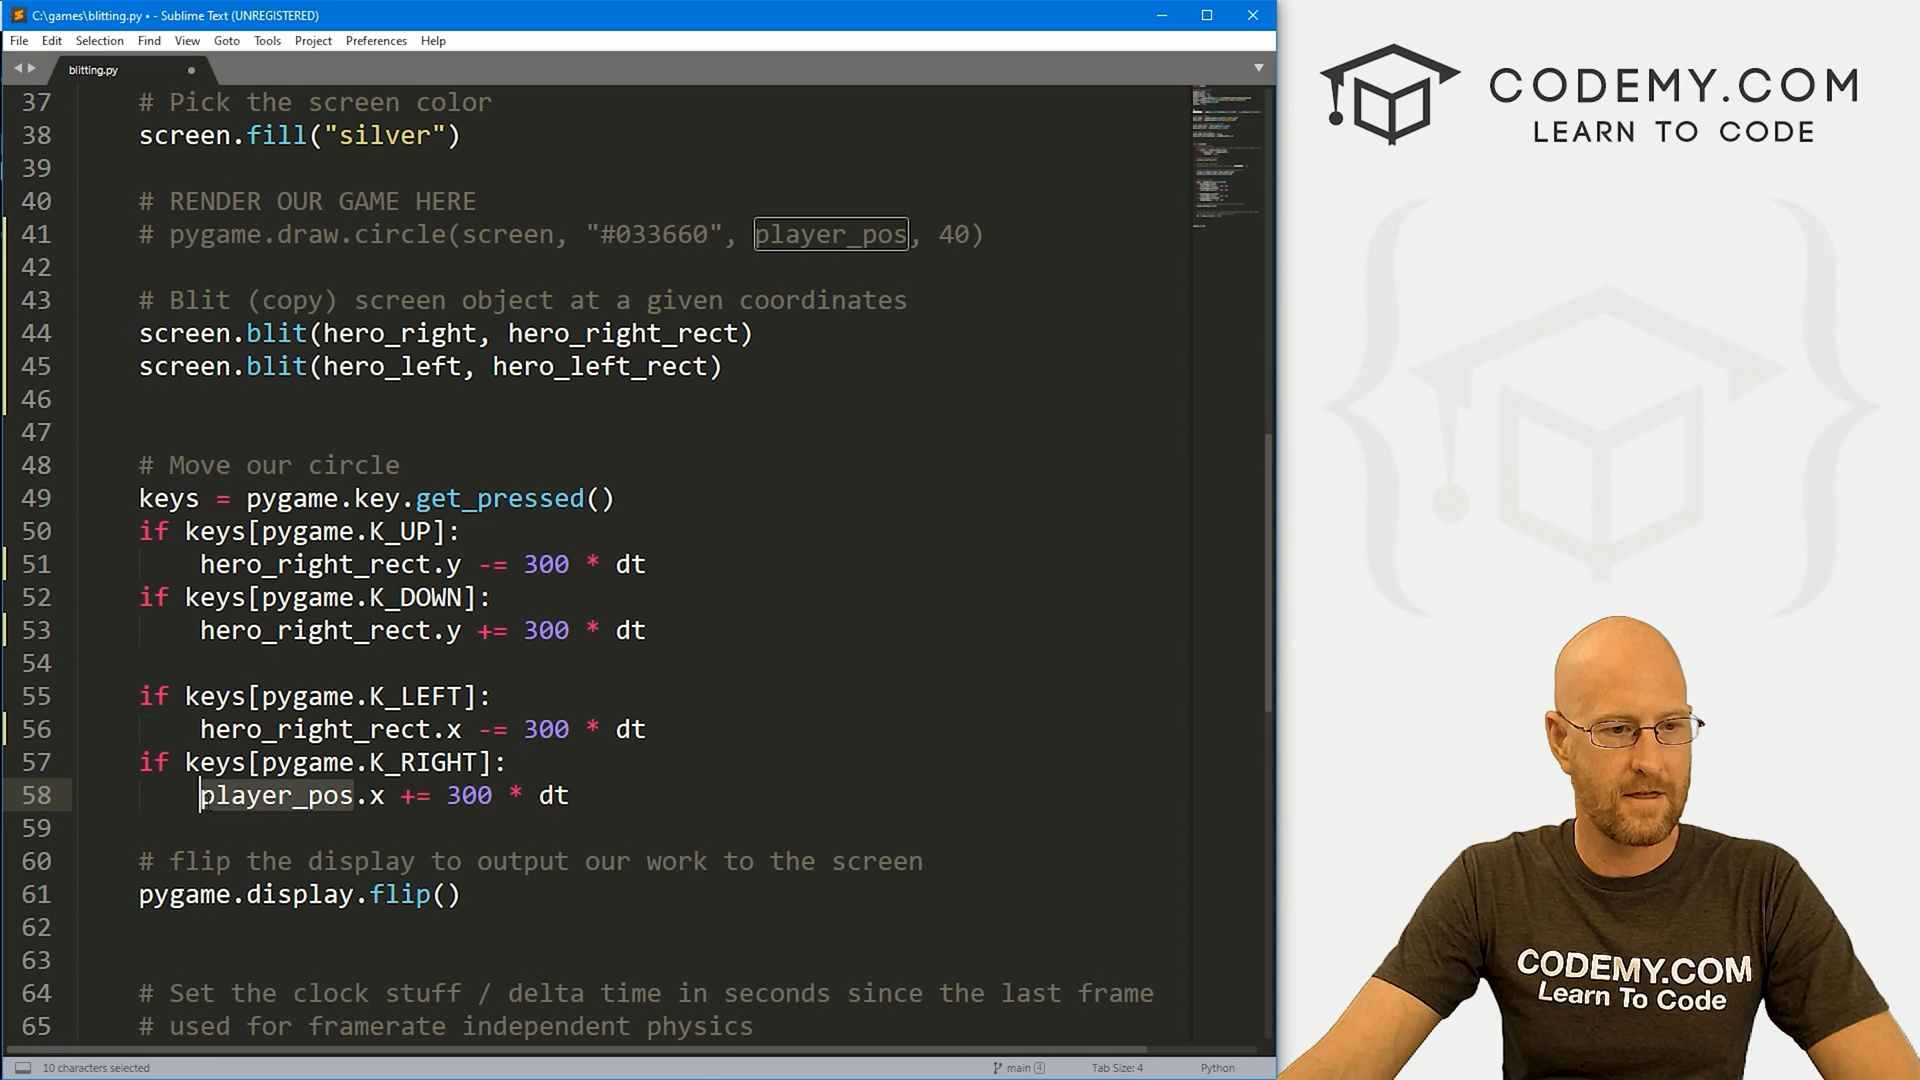 C:\games\blitting.py • - Sublime Text (UNREGISTERED)
File Edit Selection Find View Goto Tools Project Preferences Help
blitting.py
37 # Pick the screen color
38 screen.fill("silver")
39
40 # RENDER OUR GAME HERE
41 # pygame.draw.circle(screen, "#033660", player_pos, 40)
42
43 # Blit (copy) screen object at a given coordinates
44 screen.blit(hero_right, hero_right_rect)
45 screen.blit(hero_left, hero_left_rect)
46
47
48 # Move our circle
49 keys = pygame.key.get_pressed()
50 if keys[pygame.K_UP]:
51 hero_right_rect.y -= 300 * dt
52 if keys[pygame.K_DOWN]:
53 hero_right_rect.y += 300 * dt
54
55 if keys[pygame.K_LEFT]:
56 hero_right_rect.x -= 300 * dt
57 if keys[pygame.K_RIGHT]:
58 player_pos.x += 300 * dt
59
60 # flip the display to output our work to the screen
61 pygame.display.flip()
62
63
64 # Set the clock stuff / delta time in seconds since the last frame
65 # used for framerate independent physics
10 characters selected
main 4
Tab Size: 4
Python
CODEMY.COM
LEARN TO CODE
CODEMY.COM
Learn To Code